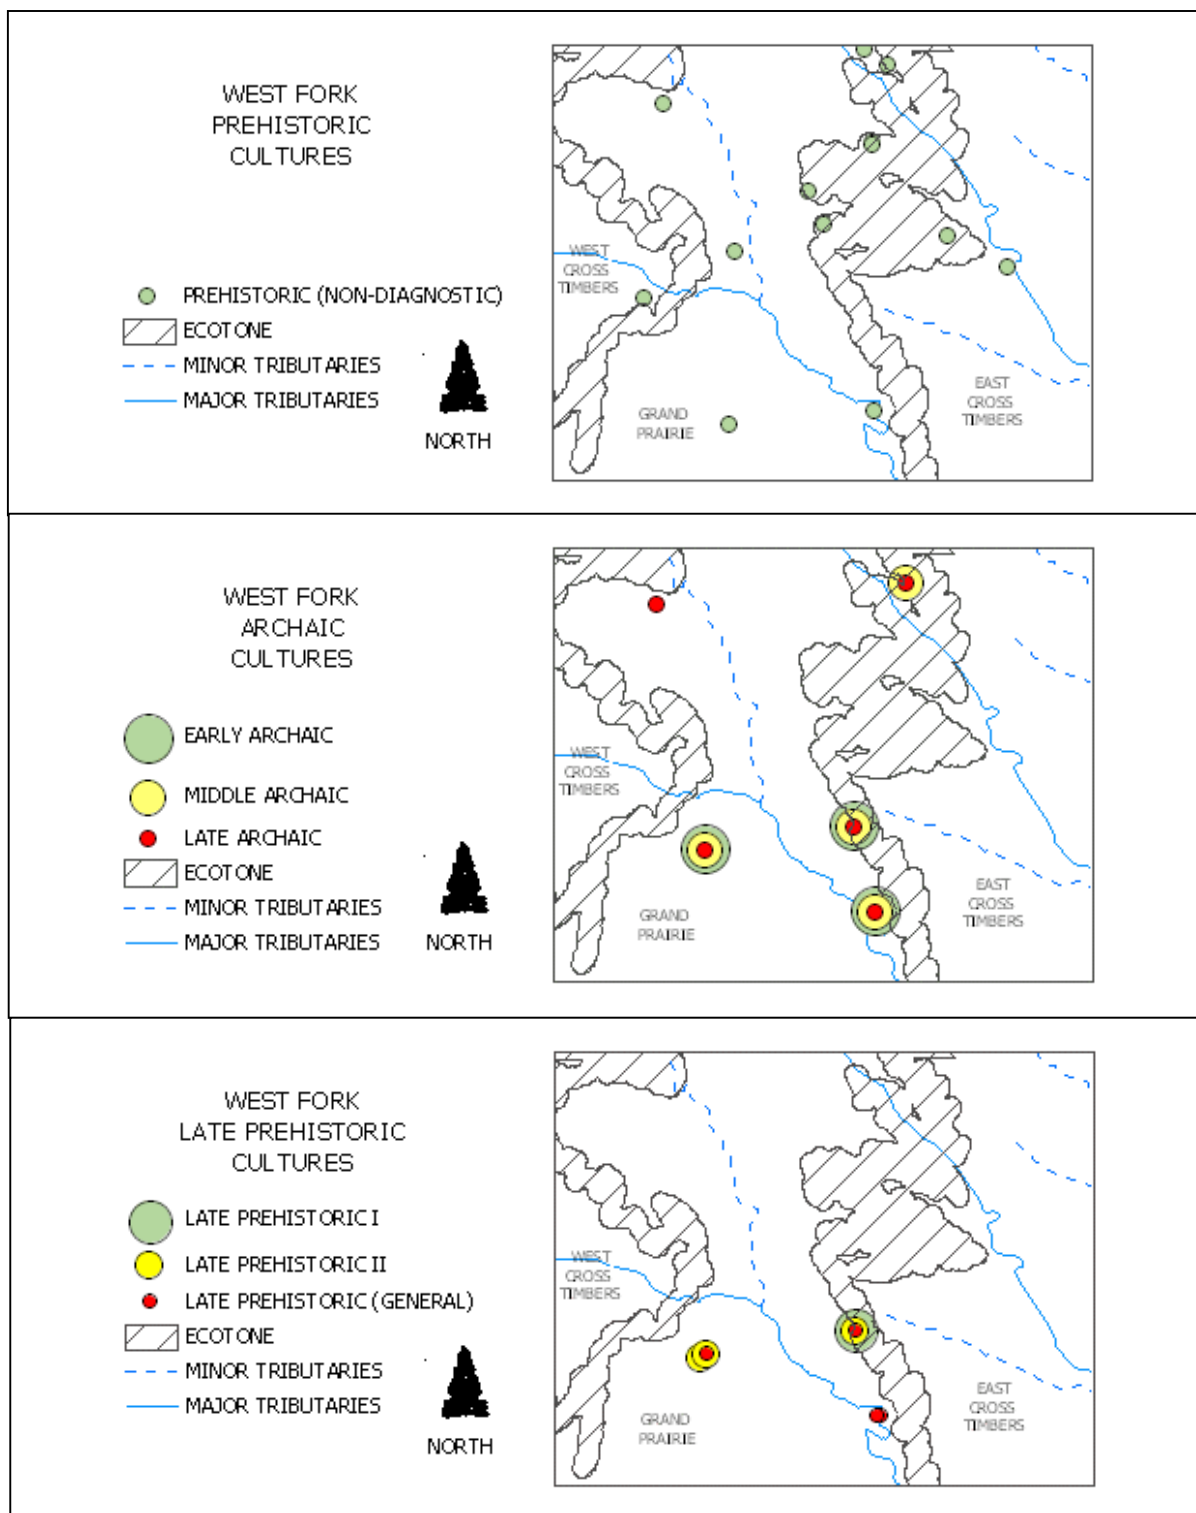 WEST FORK
PREHISTORIC
CULTURES
PREHISTORIC (NON-DIAGNOSTIC)
ECOTONE
MINOR TRIBUTARIES
MAJOR TRIBUTARIES
NORTH
WEST
CROSS
TIMBERS
GRAND
PRAIRIE
EAST
CROSS
TIMBERS
WEST FORK
ARCHAIC
CULTURES
EARLY ARCHAIC
MIDDLE ARCHAIC
LATE ARCHAIC
ECOTONE
MINOR TRIBUTARIES
MAJOR TRIBUTARIES
NORTH
WEST
CROSS
TIMBERS
GRAND
PRAIRIE
EAST
CROSS
TIMBERS
WEST FORK
LATE PREHISTORIC
CULTURES
LATE PREHISTORIC I
LATE PREHISTORIC II
LATE PREHISTORIC (GENERAL)
ECOTONE
MINOR TRIBUTARIES
MAJOR TRIBUTARIES
NORTH
WEST
CROSS
TIMBERS
GRAND
PRAIRIE
EAST
CROSS
TIMBERS